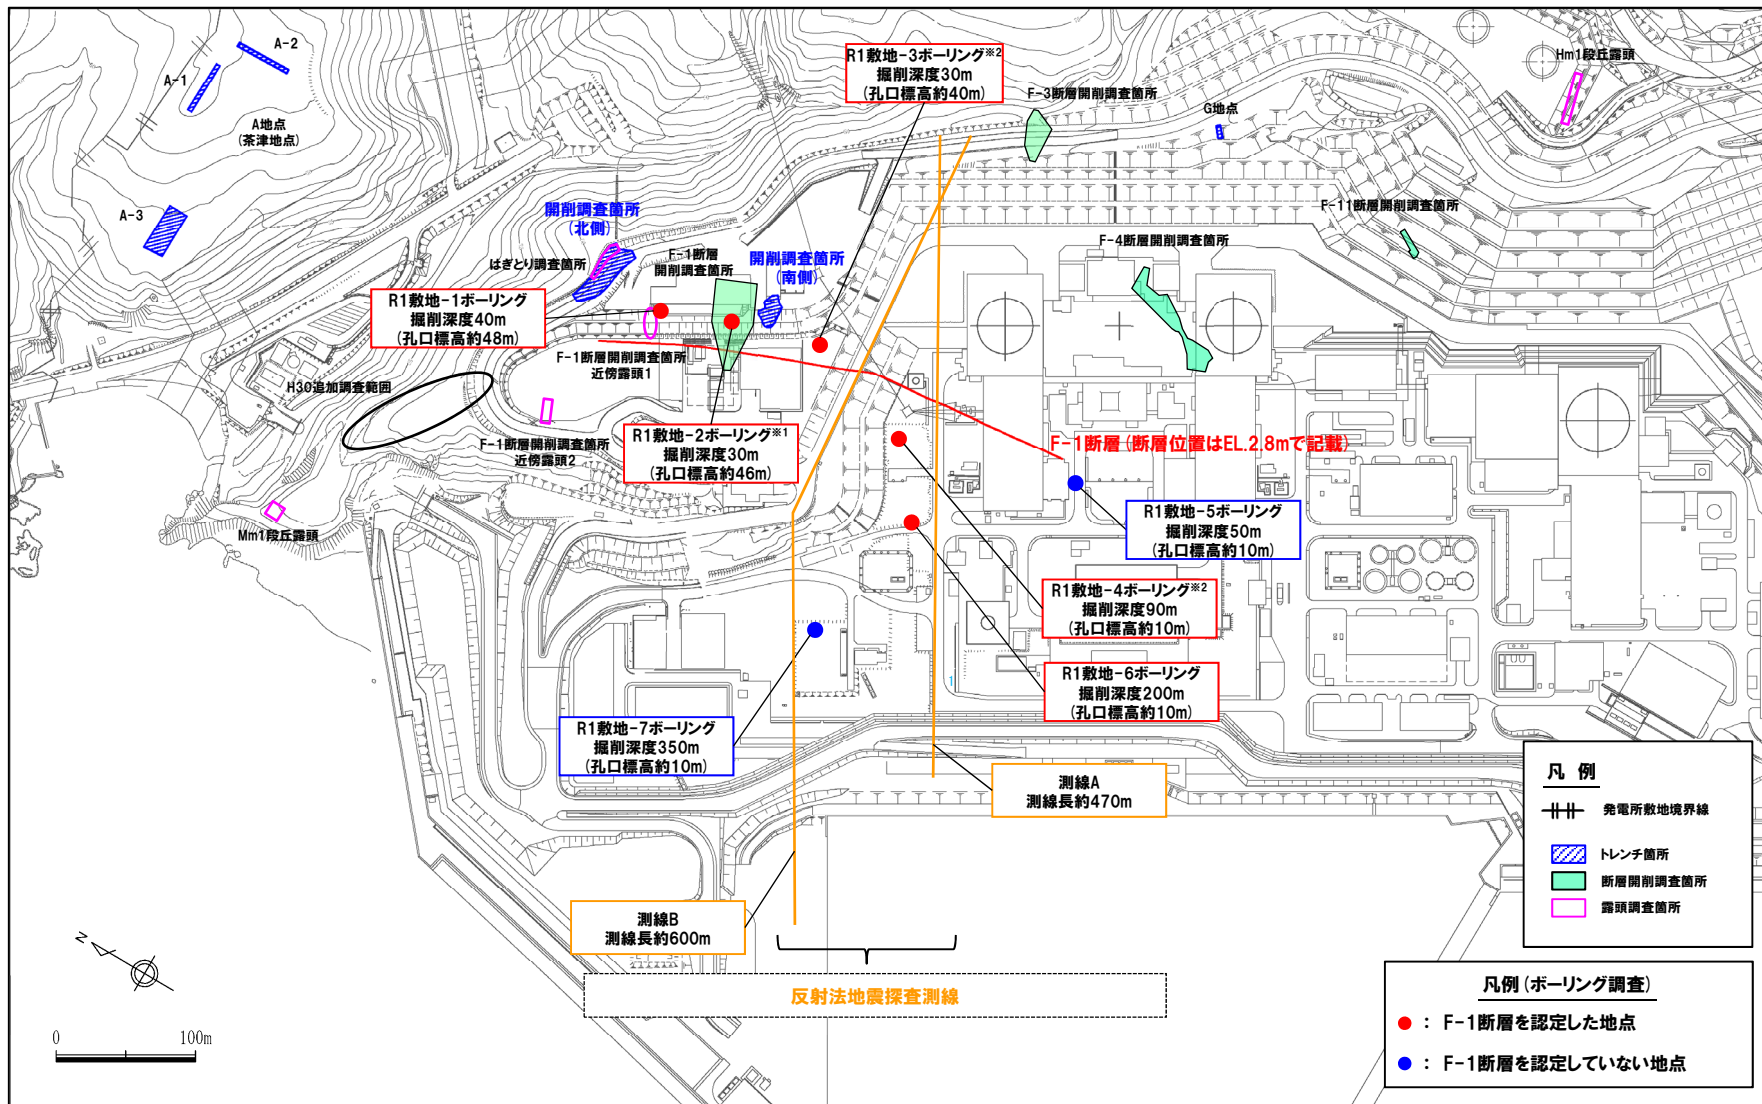 A-2
A-1
A地点
(茶津地点)
A-3
R1敷地-3ボーリング※2
掘削深度30m
(孔口標高約40m)
F-3断層開削調査箇所
G地点
Hm1段丘露頭
F-11断層開削調査箇所
F-4断層開削調査箇所
開削調査箇所
(北側)
はぎとり調査箇所
F-1断層
開削調査箇所
開削調査箇所
(南側)
R1敷地-1ボーリング
掘削深度40m
(孔口標高約48m)
F-1断層開削調査箇所
近傍露頭1
H30追加調査範囲
F-1断層開削調査箇所
近傍露頭2
R1敷地-2ボーリング※1
掘削深度30m
(孔口標高約46m)
F-1断層(断層位置はEL.2.8mで記載)
Mm1段丘露頭
R1敷地-5ボーリング
掘削深度50m
(孔口標高約10m)
R1敷地-4ボーリング※2
掘削深度90m
(孔口標高約10m)
R1敷地-6ボーリング
掘削深度200m
(孔口標高約10m)
1
R1敷地-7ボーリング
掘削深度350m
(孔口標高約10m)
測線A
測線長約470m
測線B
測線長約600m
反射法地震探査測線
N
0 100m
凡 例
発電所敷地境界線
トレンチ箇所
断層開削調査箇所
露頭調査箇所
凡例(ボーリング調査)
: F-1断層を認定した地点
: F-1断層を認定していない地点